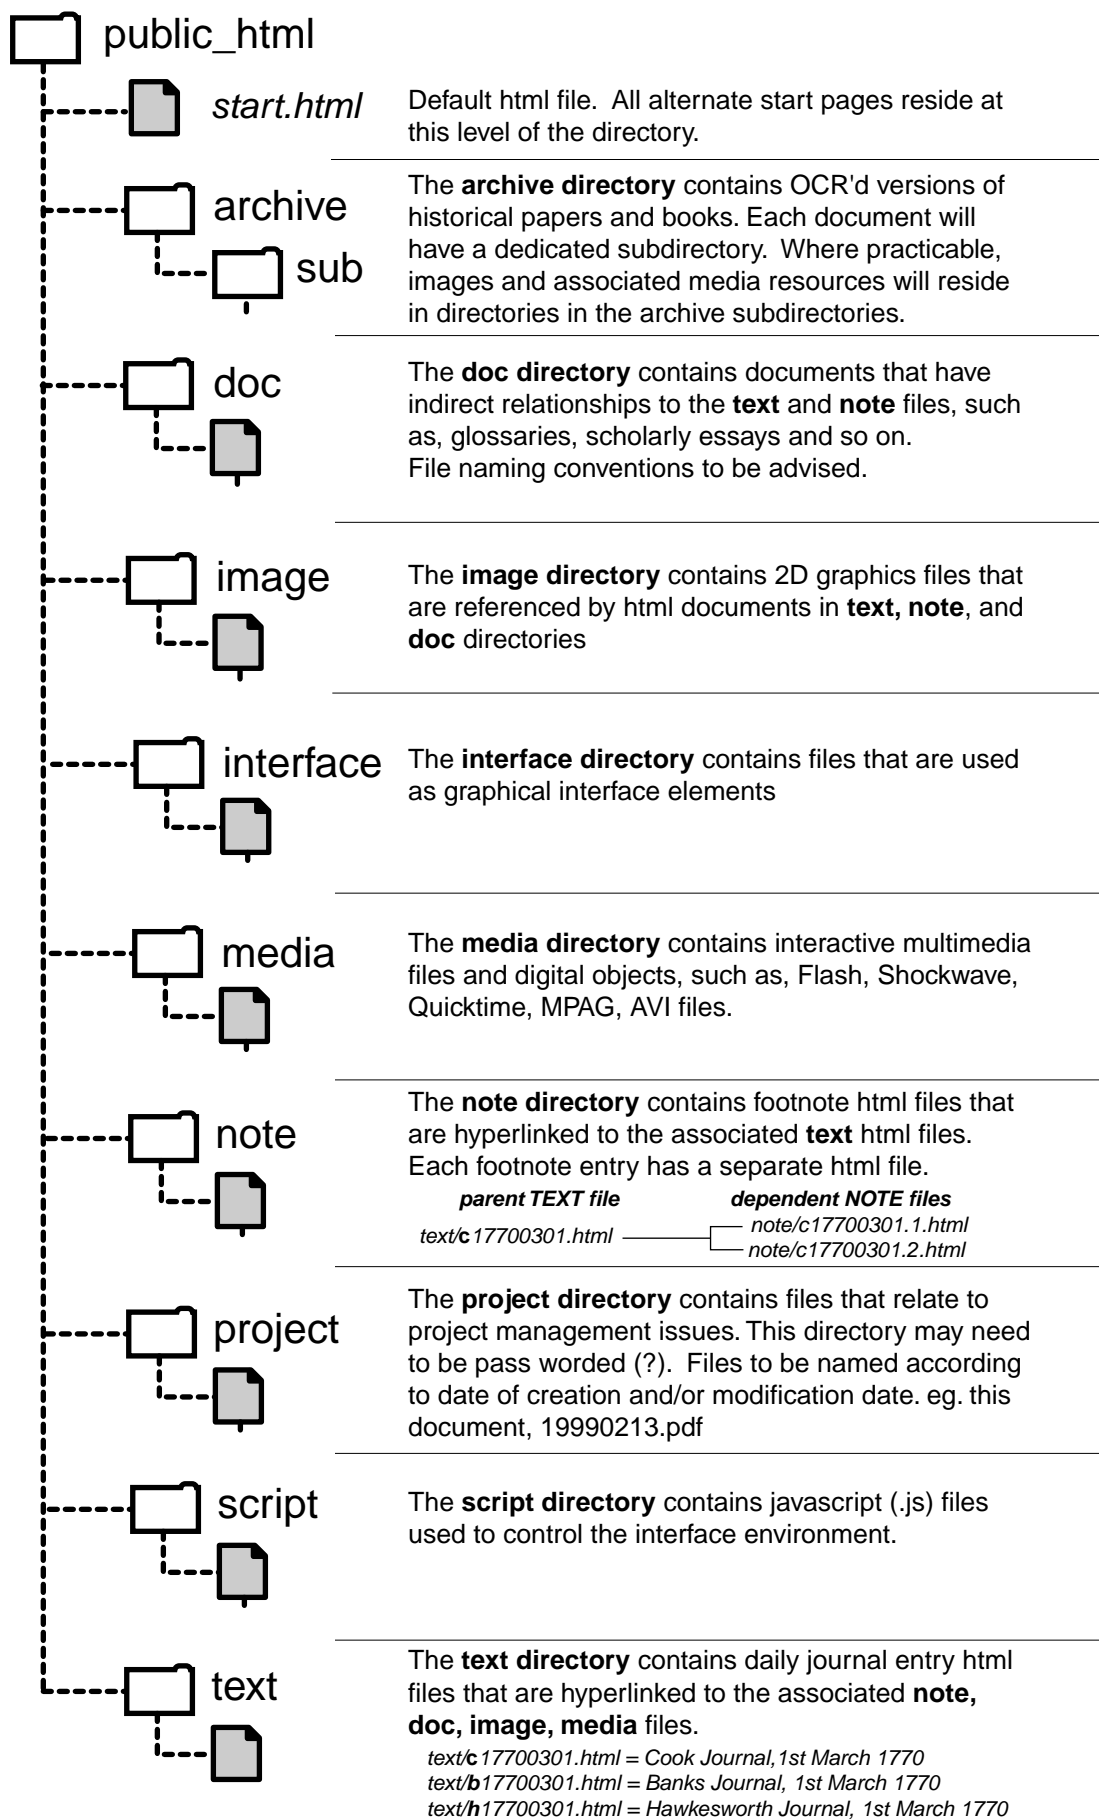 public_html
start.html
Default html file.  All alternate start pages reside at
this level of the directory.
archive
sub
The archive directory contains OCR'd versions of
historical papers and books. Each document will
have a dedicated subdirectory.  Where practicable,
images and associated media resources will reside
in directories in the archive subdirectories.
doc
The doc directory contains documents that have
indirect relationships to the text and note files, such
as, glossaries, scholarly essays and so on.
File naming conventions to be advised.
image
The image directory contains 2D graphics files that
are referenced by html documents in text, note, and
doc directories
interface
The interface directory contains files that are used
as graphical interface elements
media
The media directory contains interactive multimedia
files and digital objects, such as, Flash, Shockwave,
Quicktime, MPAG, AVI files.
note
The note directory contains footnote html files that
are hyperlinked to the associated text html files.
Each footnote entry has a separate html file.
parent TEXT file dependent NOTE files
text/c17700301.html
note/c17700301.1.html
note/c17700301.2.html
project
The project directory contains files that relate to
project management issues. This directory may need
to be pass worded (?).  Files to be named according
to date of creation and/or modification date. eg. this
document, 19990213.pdf
script
The script directory contains javascript (.js) files
used to control the interface environment.
text
The text directory contains daily journal entry html
files that are hyperlinked to the associated note,
doc, image, media files.
text/c17700301.html = Cook Journal,1st March 1770
text/b17700301.html = Banks Journal, 1st March 1770
text/h17700301.html = Hawkesworth Journal, 1st March 1770